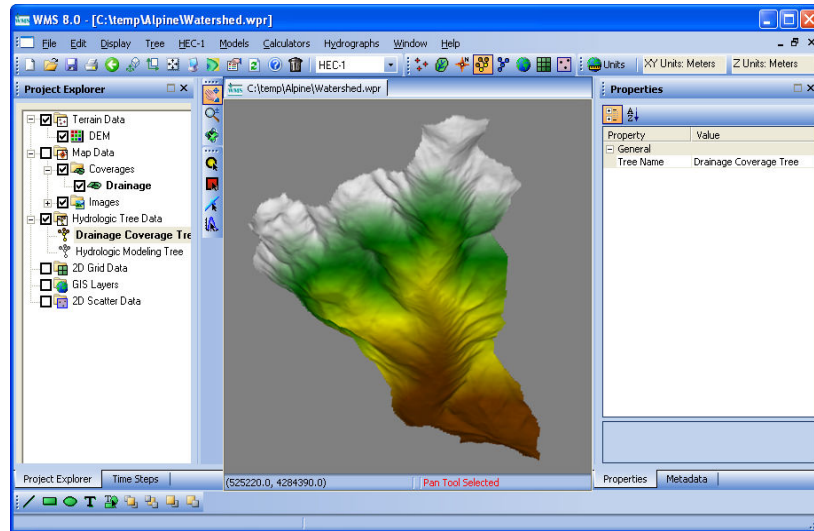 WMS 8.0 - [C:\temp\Alpine\Watershed.wpr]
File Edit Display Tree HEC-1 Models Calculators Hydrographs Window Help
HEC-1 Units XY Units: Meters Z Units: Meters
Project Explorer
WMS C:\temp\Alpine\Watershed.wpr
Properties
Terrain Data
DEM
Map Data
Coverages
Drainage
Images
Hydrologic Tree Data
Drainage Coverage Tre
Hydrologic Modeling Tree
2D Grid Data
GIS Layers
2D Scatter Data
Property Value
General
Tree Name Drainage Coverage Tree
Project Explorer Time Steps
(525220.0, 4284390.0) Pan Tool Selected
Properties Metadata
T